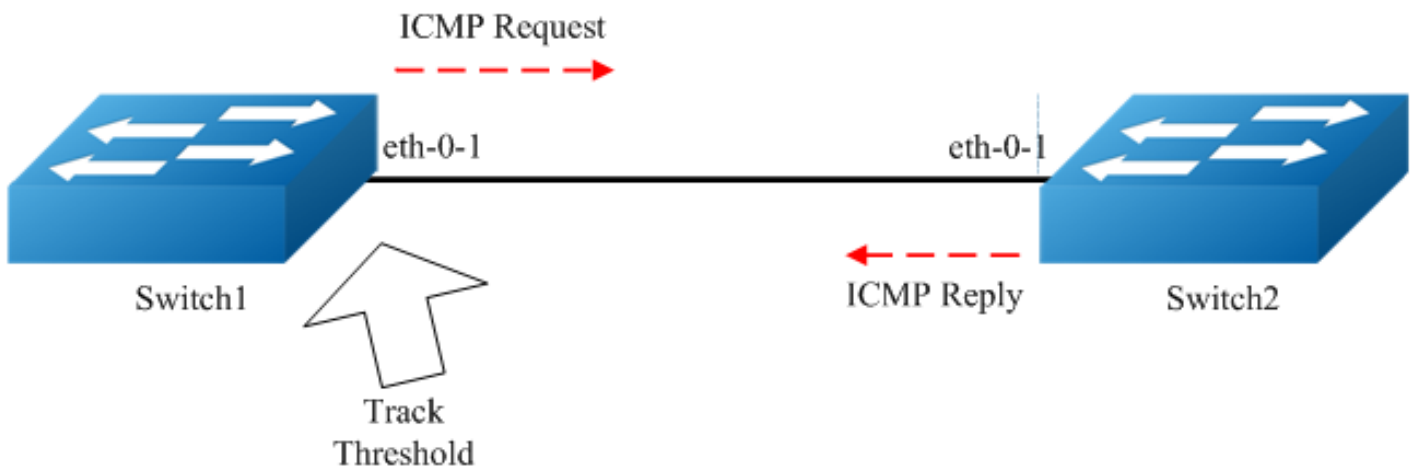 ICMP Request
eth-0-1
eth-0-1
Switch1
ICMP Reply
Switch2
Track
Threshold